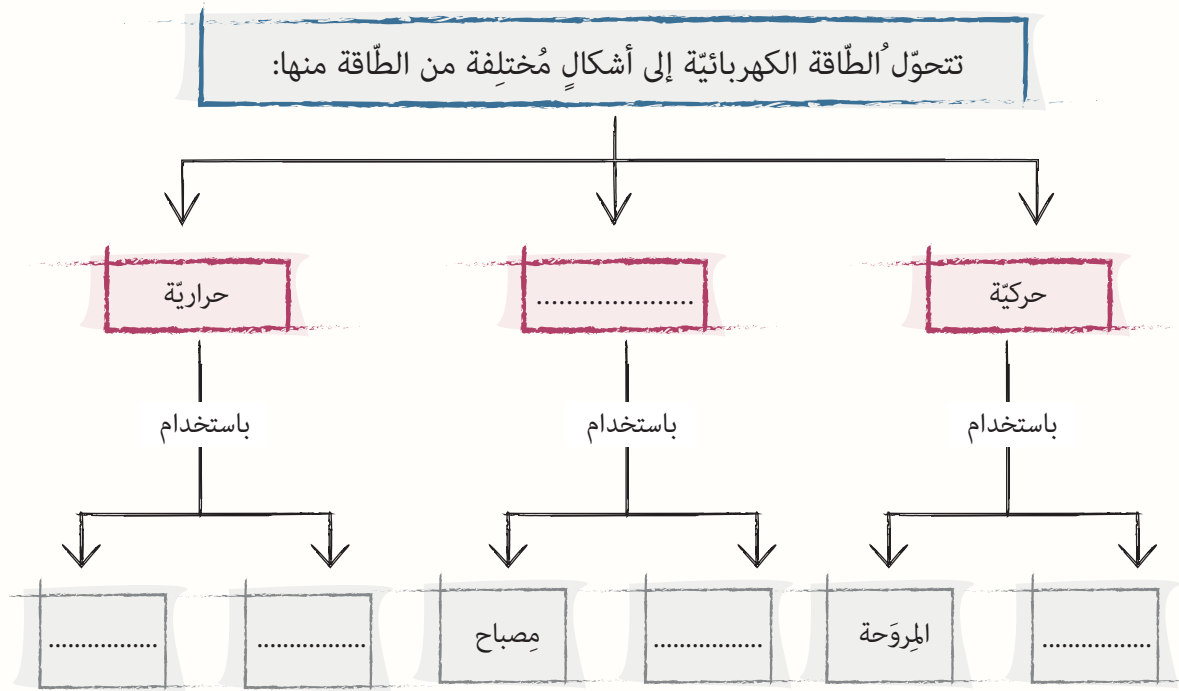 تتحوّل ُالطّاقة الكهربائيّة إلى أشكالٍ مُختلِفة من الطّاقة منها:
حركيّة
.....................
حراريّة
باستخدام
باستخدام
باستخدام
.................
المِروَحة
.................
مِصباح
.................
.................